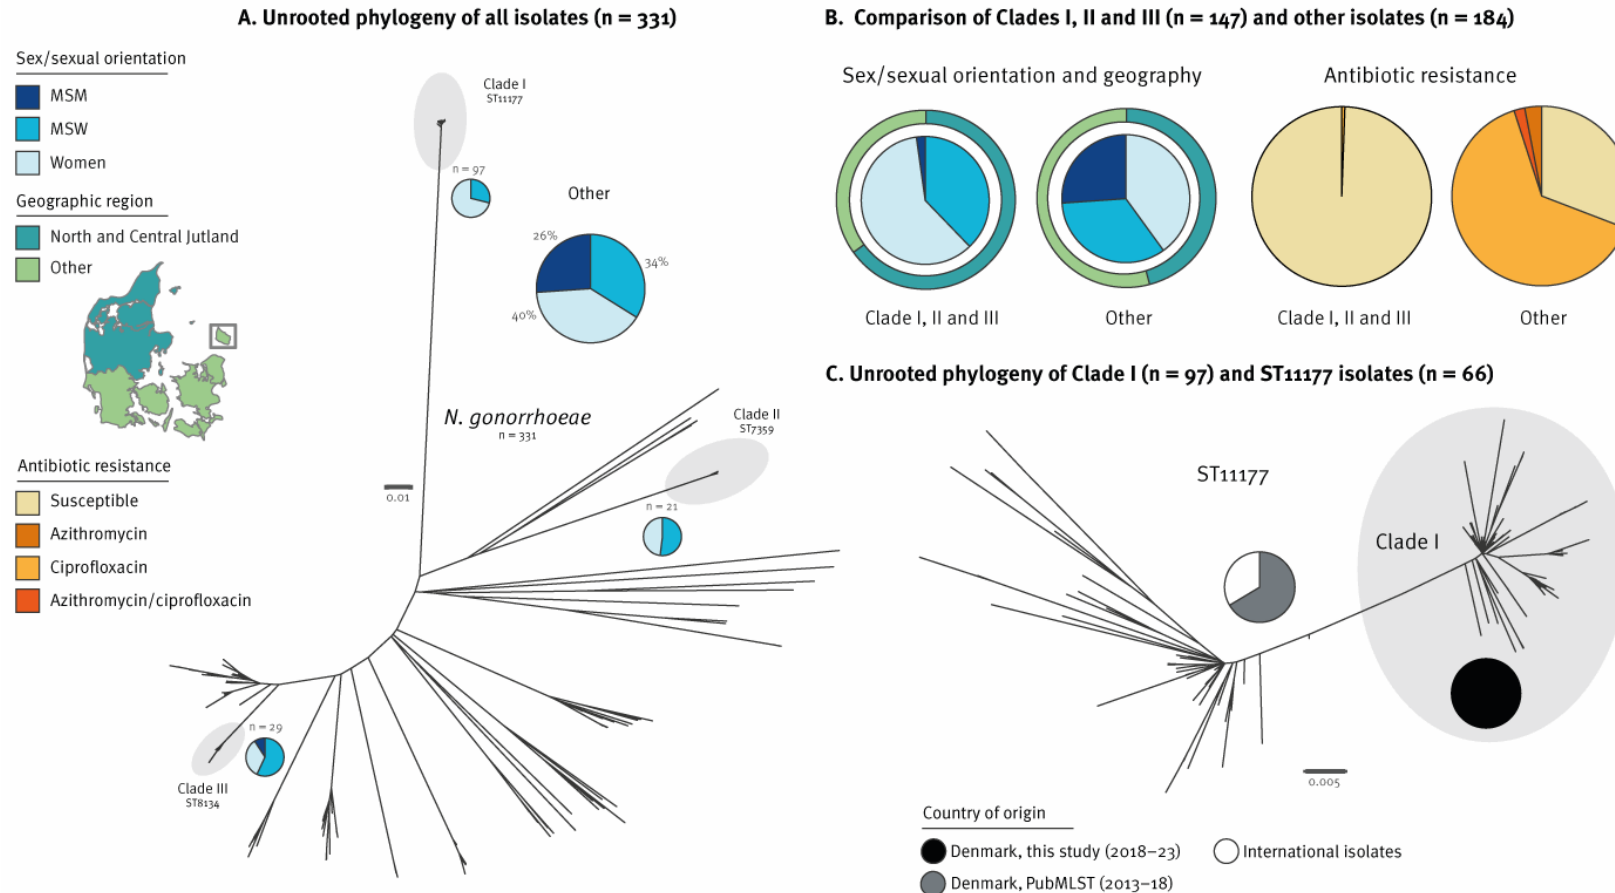 A. Unrooted phylogeny of all isolates (n = 331)
Sex/sexual orientation
MSM
MSW
Women
Geographic region
North and Central Jutland
Other
Antibiotic resistance
Susceptible
Azithromycin
Ciprofloxacin
Azithromycin/ciprofloxacin
Clade I
ST11177
n = 97
Other
26%
34%
40%
N. gonorrhoeae
n = 331
0.01
Clade II
ST7359
n = 21
n = 29
Clade III
ST8134
B. Comparison of Clades I, II and III (n = 147) and other isolates (n = 184)
Sex/sexual orientation and geography
Antibiotic resistance
Clade I, II and III
Other
Clade I, II and III
Other
C. Unrooted phylogeny of Clade I (n = 97) and ST11177 isolates (n = 66)
ST11177
Clade I
0.005
Country of origin
Denmark, this study (2018–23)
International isolates
Denmark, PubMLST (2013–18)